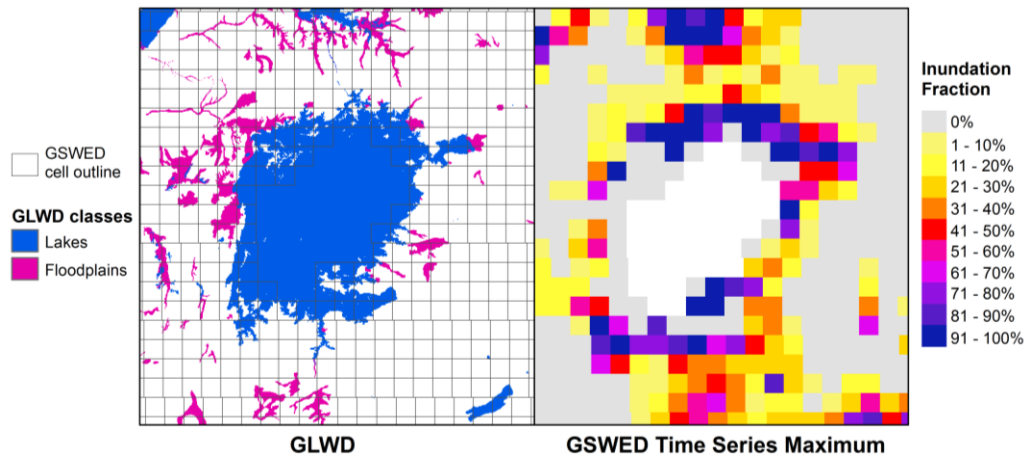 GSWED
cell outline
GLWD classes
Lakes
Floodplains
GLWD
GSWED Time Series Maximum
Inundation
Fraction
0%
1 - 10%
11 - 20%
21 - 30%
31 - 40%
41 - 50%
51 - 60%
61 - 70%
71 - 80%
81 - 90%
91 - 100%